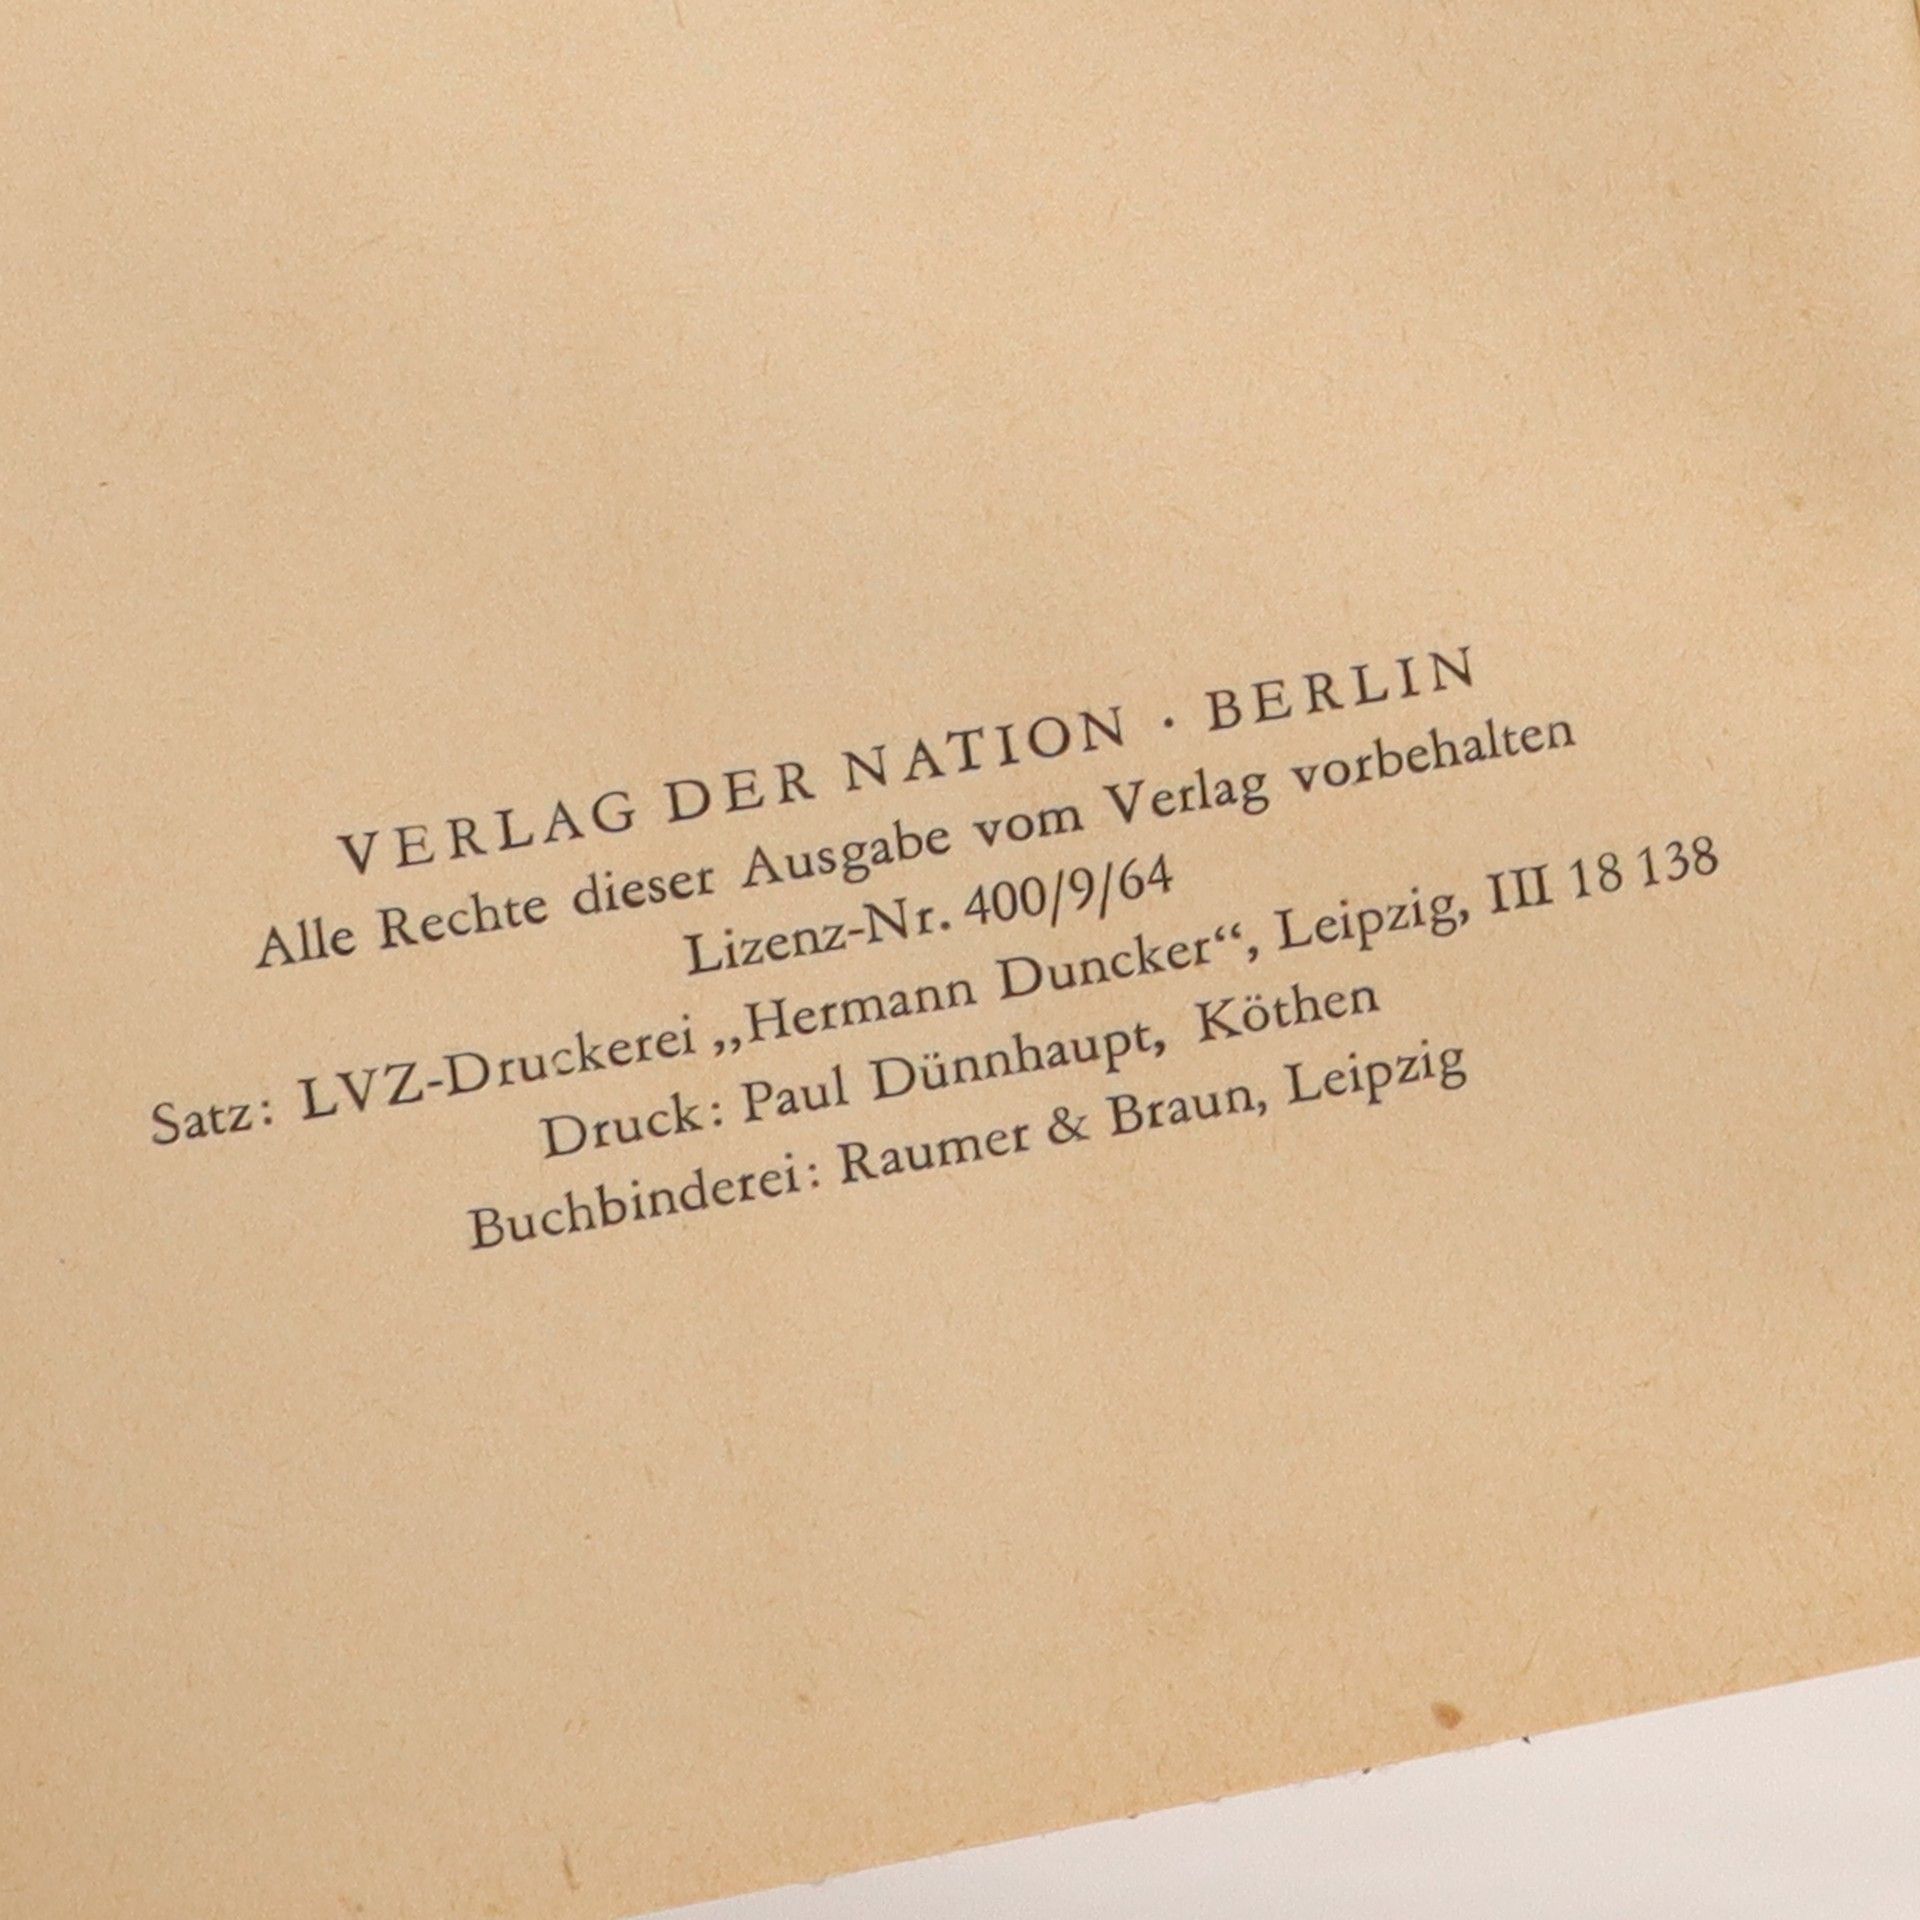 VERLAG DER NATION · BERLIN
Alle Rechte dieser Ausgabe vom Verlag vorbehalten
Lizenz-Nr. 400/9/64
Satz: LVZ-Druckerei „Hermann Duncker“, Leipzig, III 18 138
Druck: Paul Dünnhaupt, Köthen
Buchbinderei: Raumer & Braun, Leipzig